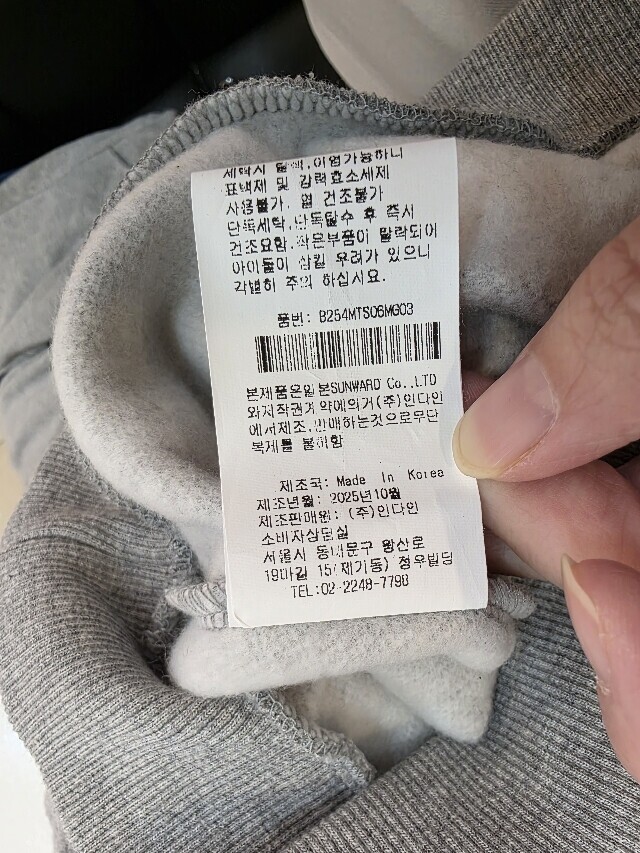 세탁시 탈색,이염가능하니
표백제 및 강력효소세제
사용불가, 열 건조불가
단독세탁,단독탈수 후 즉시
건조요함,작은부품이 탈락되어
아이들이 삼킬 우려가 있으니
각별히 주의 하십시요.
품번: B254MTS06MG03
본제품은일본SUNWARD Co.,LTD
와저작권계약에의거(주)인다인
에서제조,판매하는것으로무단
복제를 불허함
제조국: Made In Korea
제조년월: 2025년10월
제조판매원: (주)인다인
소비자상담실
서울시 동대문구 왕산로
19마길 15(제기동) 청우빌딩
TEL:02-2248-7798